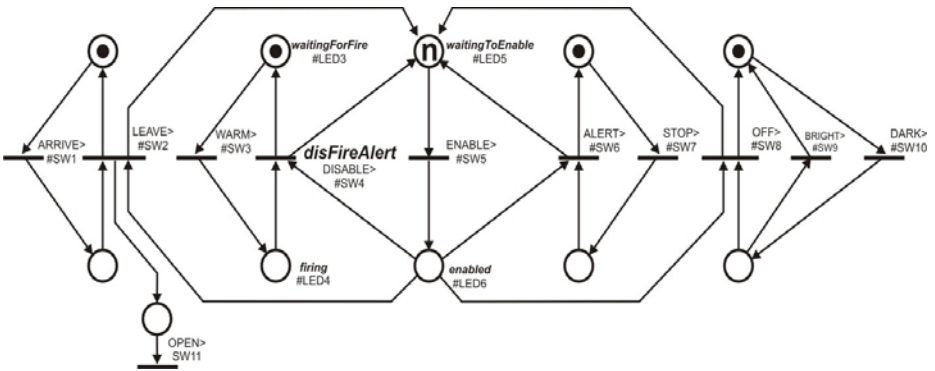 waitingForFire
#LED3
n
waitingToEnable
#LED5
ARRIVE>
#SW1
LEAVE>
#SW2
WARM>
#SW3
disFireAlert
DISABLE>
#SW4
ENABLE>
#SW5
ALERT>
#SW6
STOP>
#SW7
OFF>
#SW8
BRIGHT>
#SW9
DARK>
#SW10
firing
#LED4
enabled
#LED6
OPEN>
SW11